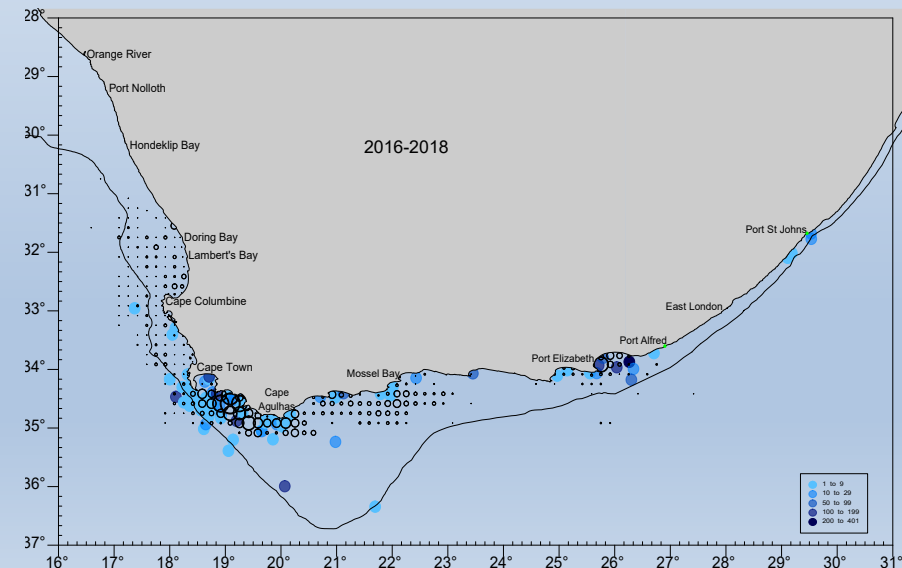 28°
Orange River
29°
Port Nolloth
30°
Hondeklip Bay
2016-2018
31°
Port St Johns
Doring Bay
32°
Lambert's Bay
Cape Columbine
East London
33°
Port Alfred
Port Elizabeth
34°
Cape Town
Mossel Bay
Cape
Agulhas
35°
36°
1 to 9
10 to 29
50 to 99
100 to 199
200 to 401
37°
16° 17° 18° 19° 20° 21° 22° 23° 24° 25° 26° 27° 28° 29° 30° 31°